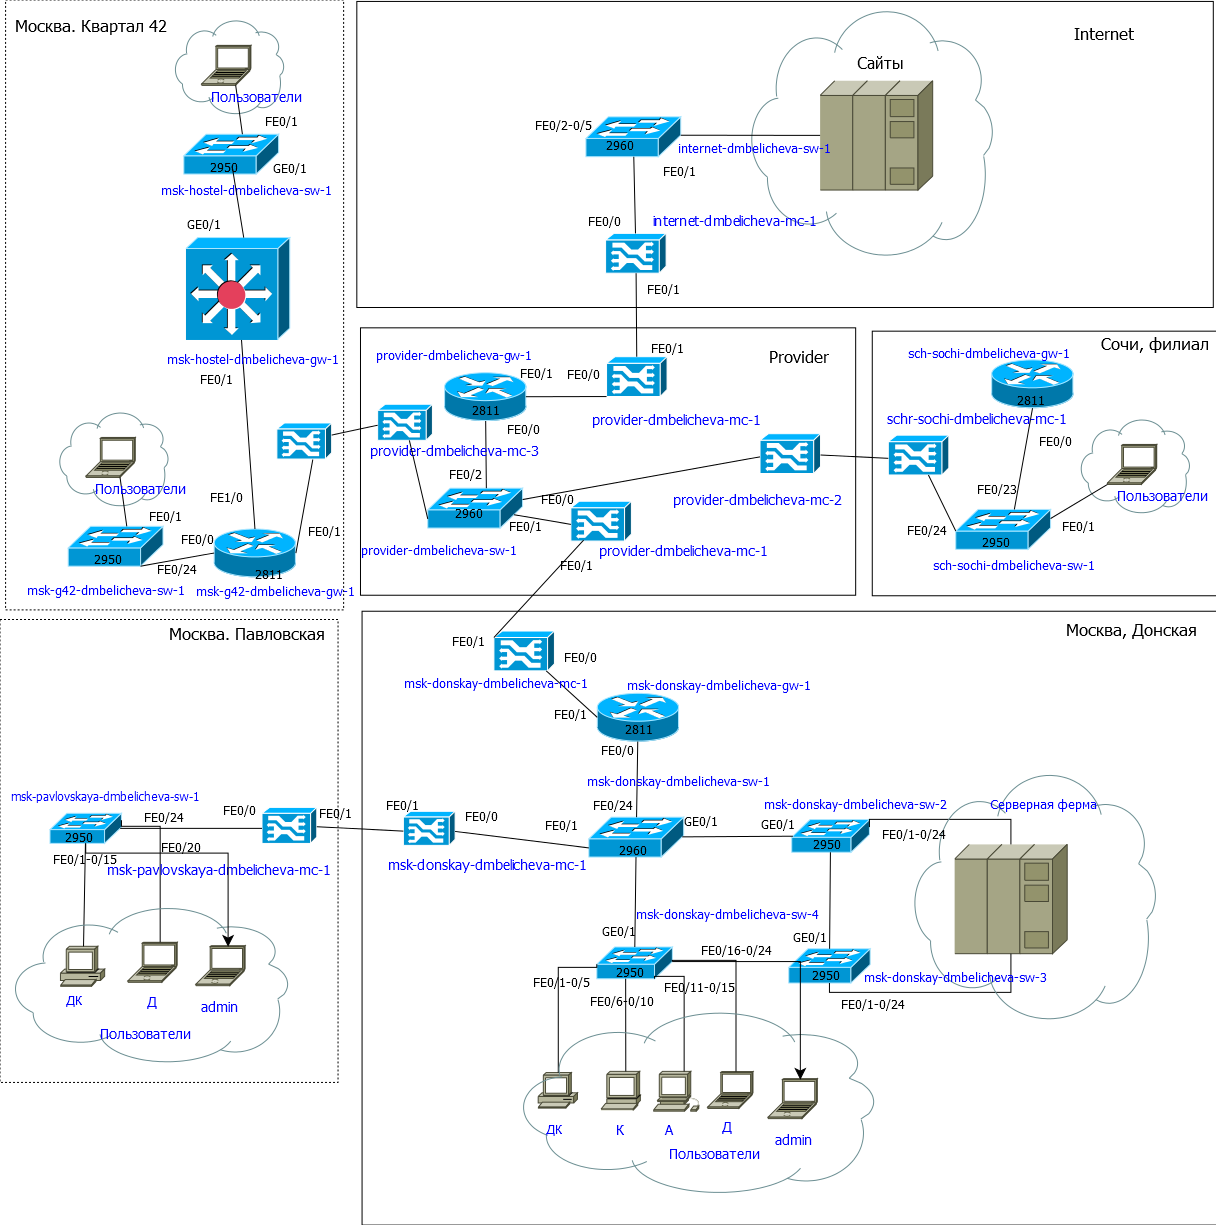 Москва. Квартал 42
Пользователи
FE0/1
2950
GE0/1
msk-hostel-dmbelicheva-sw-1
GE0/1
msk-hostel-dmbelicheva-gw-1
FE0/1
Пользователи
FE1/0
FE0/1
FE0/0
FE0/1
2950
FE0/24
2811
msk-g42-dmbelicheva-sw-1
msk-g42-dmbelicheva-gw-1
Internet
Сайты
FE0/2-0/5
2960
internet-dmbelicheva-sw-1
FE0/1
FE0/0
internet-dmbelicheva-mc-1
FE0/1
Provider
provider-dmbelicheva-gw-1
FE0/1
FE0/1
FE0/0
2811
FE0/0
provider-dmbelicheva-mc-1
provider-dmbelicheva-mc-3
FE0/2
2960
FE0/0
FE0/1
provider-dmbelicheva-mc-2
provider-dmbelicheva-sw-1
provider-dmbelicheva-mc-1
FE0/1
Сочи, филиал
sch-sochi-dmbelicheva-gw-1
2811
schr-sochi-dmbelicheva-mc-1
FE0/0
FE0/23
Пользователи
FE0/24
FE0/1
2950
sch-sochi-dmbelicheva-sw-1
Москва. Павловская
msk-pavlovskaya-dmbelicheva-sw-1
FE0/0
FE0/1
FE0/24
2950
FE0/20
FE0/1-0/15
msk-pavlovskaya-dmbelicheva-mc-1
ДК
Д
admin
Пользователи
Москва, Донская
FE0/1
FE0/0
msk-donskay-dmbelicheva-mc-1
msk-donskay-dmbelicheva-gw-1
FE0/1
2811
FE0/0
msk-donskay-dmbelicheva-sw-1
FE0/24
FE0/1
FE0/0
FE0/1
GE0/1
2960
msk-donskay-dmbelicheva-mc-1
msk-donskay-dmbelicheva-sw-2
Серверная ферма
GE0/1
FE0/1-0/24
2950
msk-donskay-dmbelicheva-sw-4
GE0/1
GE0/1
FE0/16-0/24
2950
2950
msk-donskay-dmbelicheva-sw-3
FE0/1-0/5
FE0/11-0/15
FE0/6-0/10
FE0/1-0/24
ДК
К
А
Д
admin
Пользователи